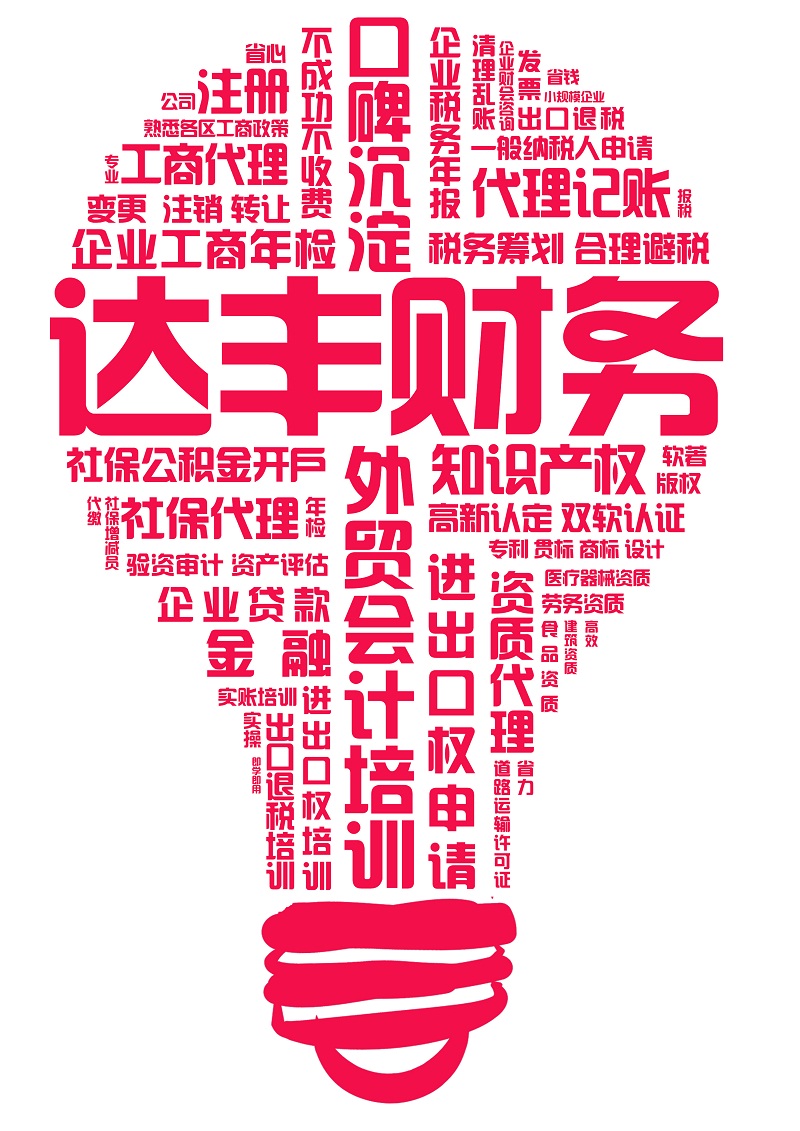 省心
公司
注册
熟悉各区工商政策
专业
工商代理
变更 注销 转让
企业工商年检
不成功不收费
口碑沉淀
企业税务年报
清理乱账
企业财会咨询
发票
省钱
小规模企业
出口退税
一般纳税人申请
代理记账
报税
税务筹划 合理避税
达丰财务
社保公积金开户
代缴
社保增减员
社保代理
年检
验资审计 资产评估
企业贷款
金融
实账培训
实操
即学即用
出口退税培训
进出口权培训
外贸会计培训
知识产权
软著
版权
高新认定 双软认证
专利 贯标 商标 设计
进出口权申请
资质代理
医疗器械资质
劳务资质
食品资质
建筑资质
高效
省力
道路运输许可证